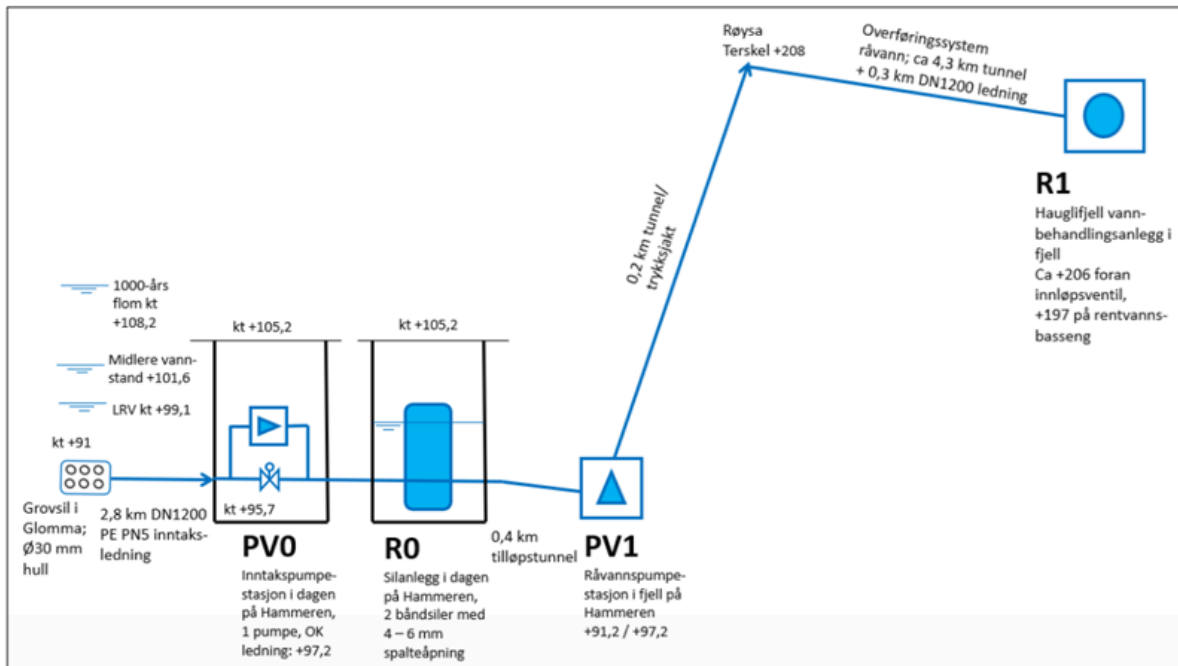 Røysa
Terskel +208
Overføringssystem
råvann; ca 4,3 km tunnel
+ 0,3 km DN1200 ledning
R1
Hauglifjell vann-
behandlingsanlegg i
fjell
Ca +206 foran
innløpsventil,
+197 på rentvanns-
basseng
0,2 km tunnel/
trykksjakt
1000-års
flom kt
+108,2
Midlere vann-
stand +101,6
LRV kt +99,1
kt +91
Grovsil i
Glomma;
Ø30 mm
hull
2,8 km DN1200
PE PN5 inntaks-
ledning
kt +105,2
kt +95,7
PV0
Inntakspumpe-
stasjon i dagen
på Hammeren,
1 pumpe, OK
ledning: +97,2
kt +105,2
R0
Silanlegg i dagen
på Hammeren,
2 båndsiler med
4 – 6 mm
spalteåpning
0,4 km
tilløpstunnel
PV1
Råvannspumpe-
stasjon i fjell på
Hammeren
+91,2 / +97,2